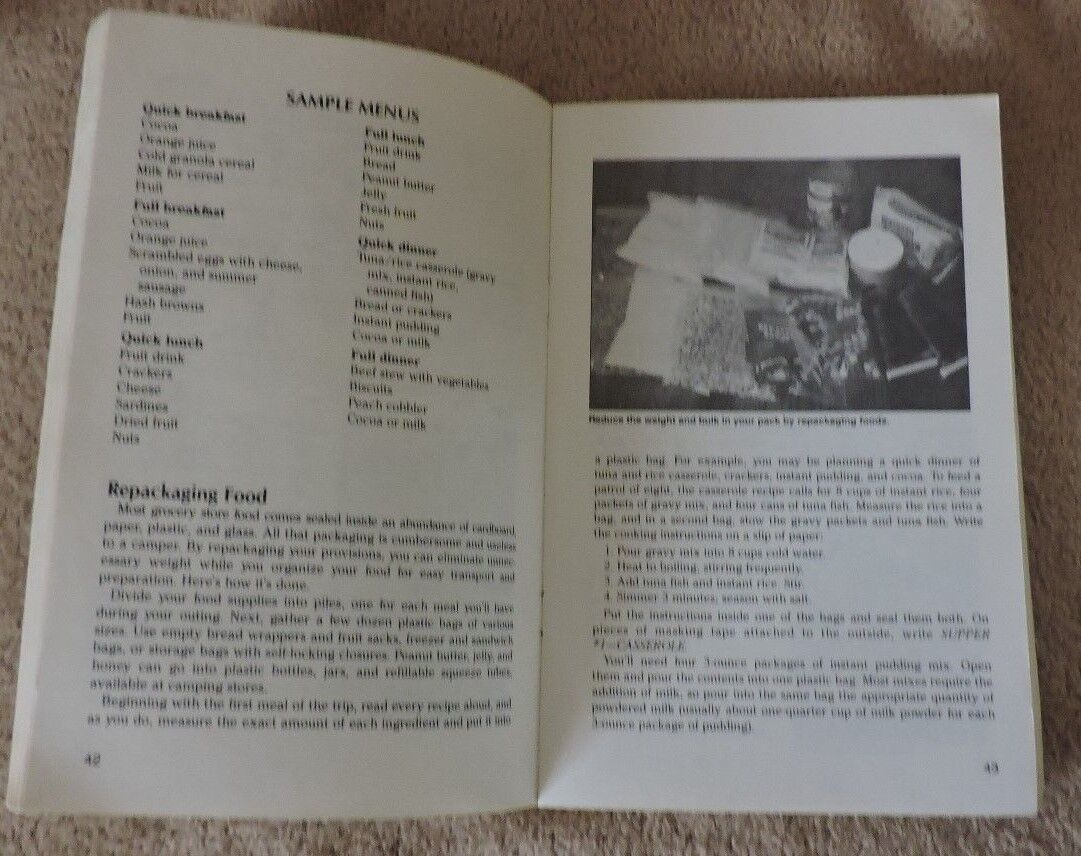 SAMPLE MENUS
Quick breakfast
Cocoa
Orange juice
Cold granola cereal
Milk for cereal
Fruit
Full breakfast
Cocoa
Orange juice
Scrambled eggs with cheese,
onion, and summer
sausage
Hash browns
Fruit
Quick lunch
Fruit drink
Crackers
Cheese
Sardines
Dried fruit
Nuts
Full lunch
Fruit drink
Bread
Peanut butter
Jelly
Fresh fruit
Nuts
Quick dinner
Tuna/rice casserole (gravy
mix, instant rice,
canned fish)
Bread or crackers
Instant pudding
Cocoa or milk
Full dinner
Beef stew with vegetables
Biscuits
Peach cobbler
Cocoa or milk
Repackaging Food
Most grocery store food comes sealed inside an abundance of cardboard,
paper, plastic, and glass. All that packaging is cumbersome and useless
to a camper. By repackaging your provisions, you can eliminate unnec-
essary weight while you organize your food for easy transport and
preparation. Here's how it's done.
Divide your food supplies into piles, one for each meal you'll have
during your outing. Next, gather a few dozen plastic bags of various
sizes. Use empty bread wrappers and fruit sacks, freezer and sandwich
bags, or storage bags with self-locking closures. Peanut butter, jelly, and
honey can go into plastic bottles, jars, and refillable squeeze tubes
available at camping stores.
Beginning with the first meal of the trip, read every recipe aloud, and
as you do, measure the exact amount of each ingredient and put it into
42
Reduce the weight and bulk in your pack by repackaging foods.
a plastic bag. For example, you may be planning a quick dinner of
tuna and rice casserole, crackers, instant pudding, and cocoa. To feed a
patrol of eight, the casserole recipe calls for 8 cups of instant rice, four
packets of gravy mix, and four cans of tuna fish. Measure the rice into a
bag, and in a second bag, stow the gravy packets and tuna fish. Write
the cooking instructions on a slip of paper:
1. Pour gravy mix into 8 cups cold water.
2. Heat to boiling, stirring frequently.
3. Add tuna fish and instant rice. Stir.
4. Simmer 3 minutes, season with salt.
Put the instructions inside one of the bags and seal them both. On
pieces of masking tape attached to the outside, write SUPPER
#1—CASSEROLE.
You'll need four 3-ounce packages of instant pudding mix. Open
them and pour the contents into one plastic bag. Most mixes require the
addition of milk, so pour into the same bag the appropriate quantity of
powdered milk (usually about one-quarter cup of milk powder for each
3-ounce package of pudding).
43